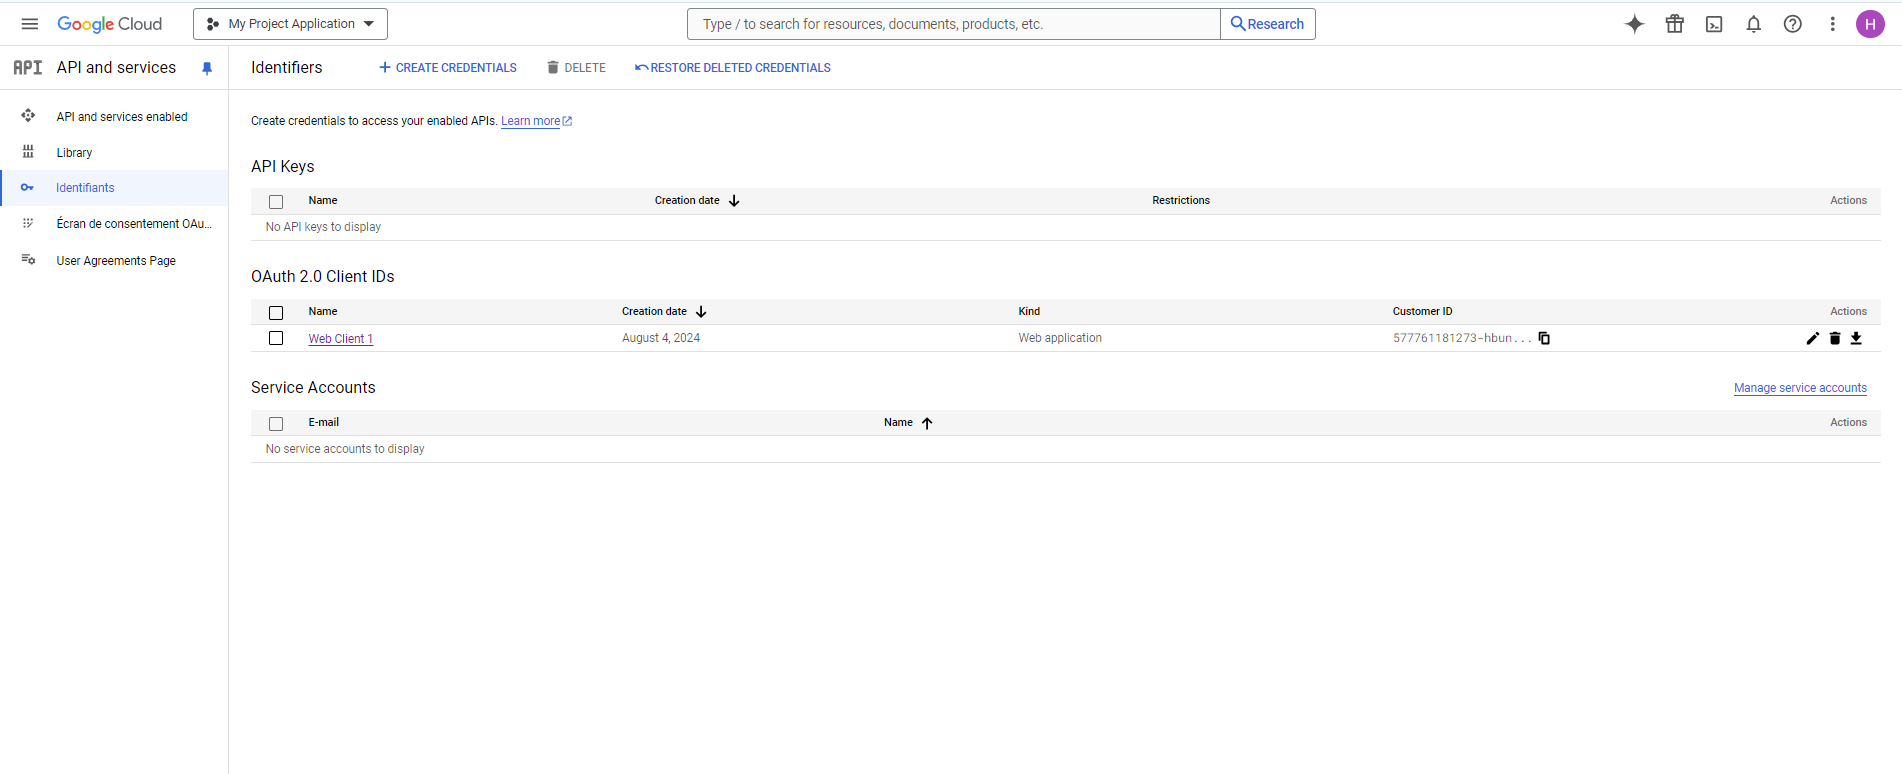 Google Cloud
My Project Application
Type / to search for resources, documents, products, etc.
Research
H
API
API and services
Identifiers
CREATE CREDENTIALS
DELETE
RESTORE DELETED CREDENTIALS
API and services enabled
Library
Identifiants
Écran de consentement OAu...
User Agreements Page
Create credentials to access your enabled APIs. Learn more
API Keys
Name Creation date Restrictions Actions
No API keys to display
OAuth 2.0 Client IDs
Name Creation date Kind Customer ID Actions
Web Client 1 August 4, 2024 Web application 577761181273-hbun...
Service Accounts
Manage service accounts
E-mail Name Actions
No service accounts to display